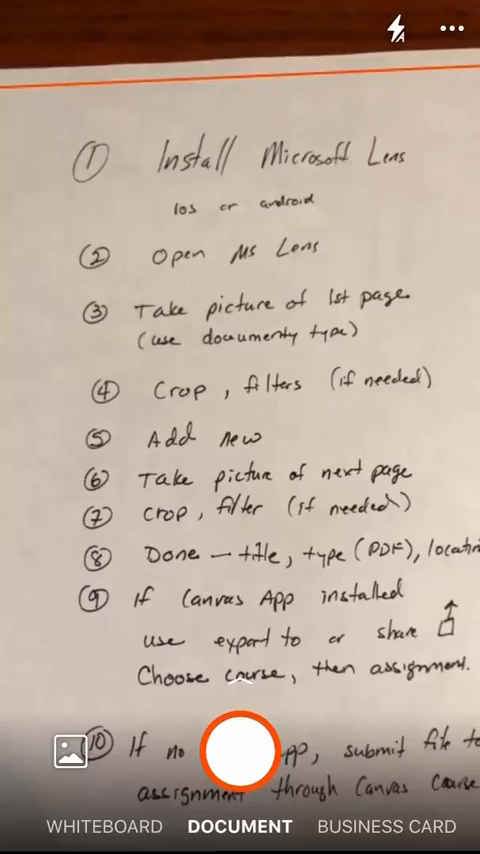 ① Install Microsoft Lens
ios or android
② Open MS Lens
③ Take picture of 1st page
(use documenty type)
④ Crop, filters (if needed)
⑤ Add new
⑥ Take picture of next page
⑦ Crop, filter (if needed)
⑧ Done — title, type (PDF), locatin
⑨ If Canvas App installed
use export to or share
Choose course, then assignment.
⑩ If no pp, submit file to
assignment through Canvas Course
WHITEBOARD DOCUMENT BUSINESS CARD